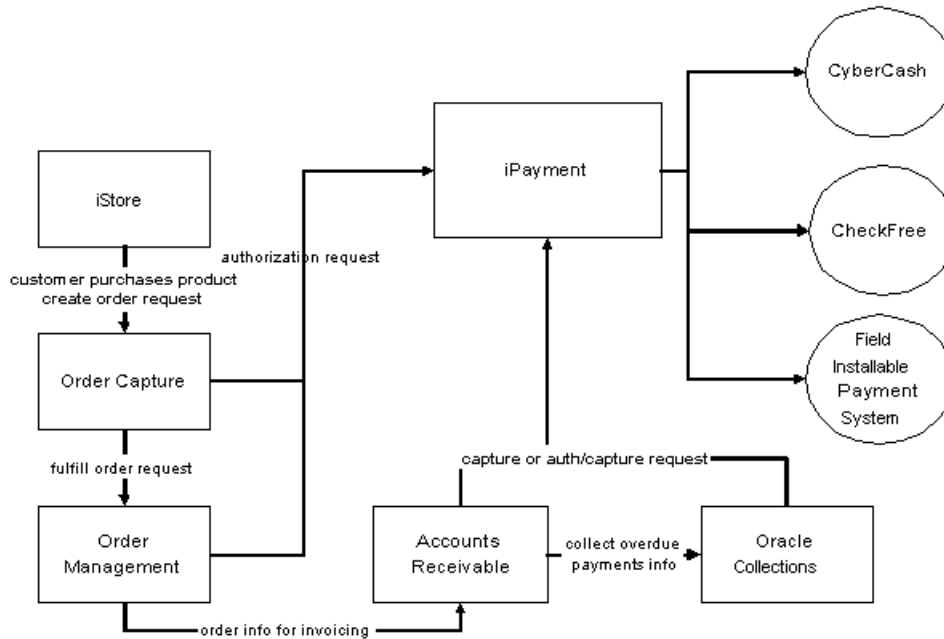 CyberCash
iPayment
iStore
CheckFree
authorization request
customer purchases product
create order request
Field
Installable
Payment
System
Order Capture
fulfill order request
capture or auth/capture request
Order
Management
Accounts
Receivable
collect overdue
payments info
Oracle
Collections
order info for invoicing